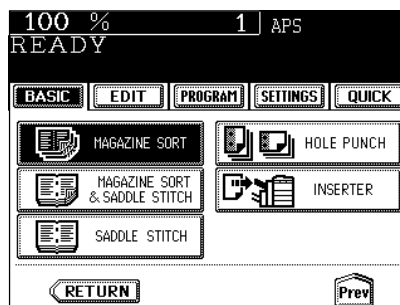 100 % 1 APS
READY
BASIC EDIT PROGRAM SETTINGS QUICK
MAGAZINE SORT HOLE PUNCH
MAGAZINE SORT
& SADDLE STITCH INSERTER
SADDLE STITCH
RETURN Prev